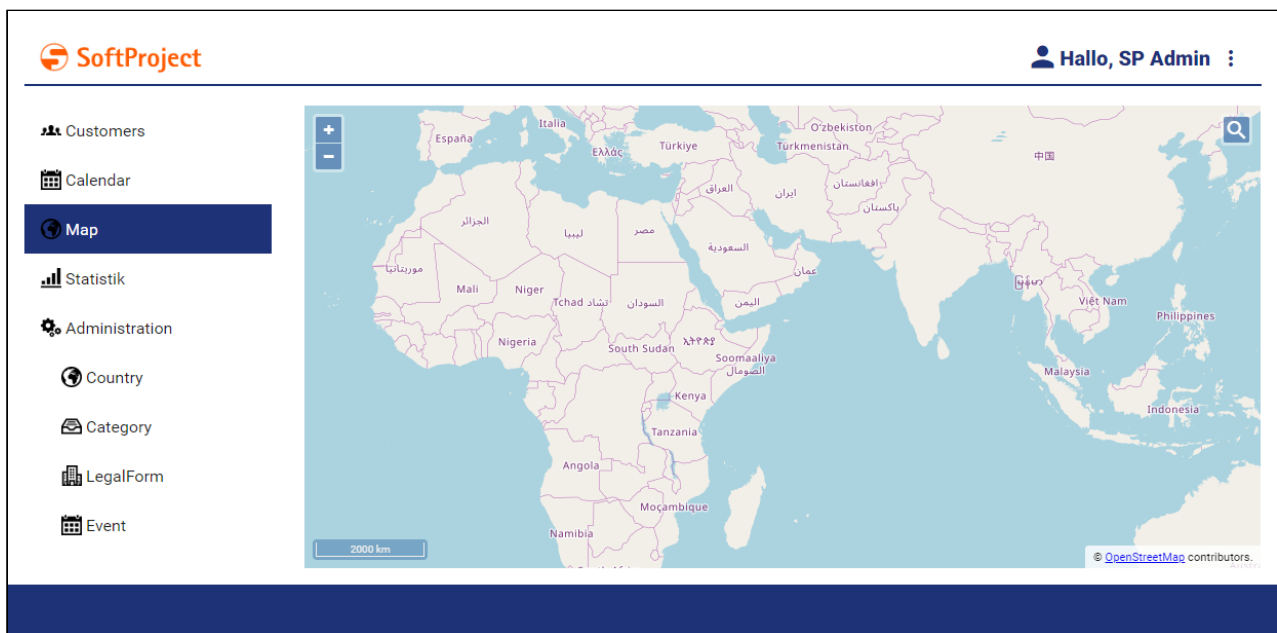 SoftProject
Hallo, SP Admin
Customers
Calendar
Map
Statistik
Administration
Country
Category
LegalForm
Event
+
−
Italia
España
Ελλάς
Türkiye
O'zbekiston
Türkmenistan
中国
العراق
ایران
افغانستان
پاکستان
الجزائر
ليبيا
مصر
السعودية
عمان
موريتانيا
Mali
Niger
Tchad تشاد
السودان
اليمن
Việt Nam
Philippines
Nigeria
South Sudan
ኢትዮጵያ
Soomaaliya
الصومال
Malaysia
Kenya
Indonesia
Tanzania
Angola
Moçambique
Namibia
2000 km
© OpenStreetMap contributors.